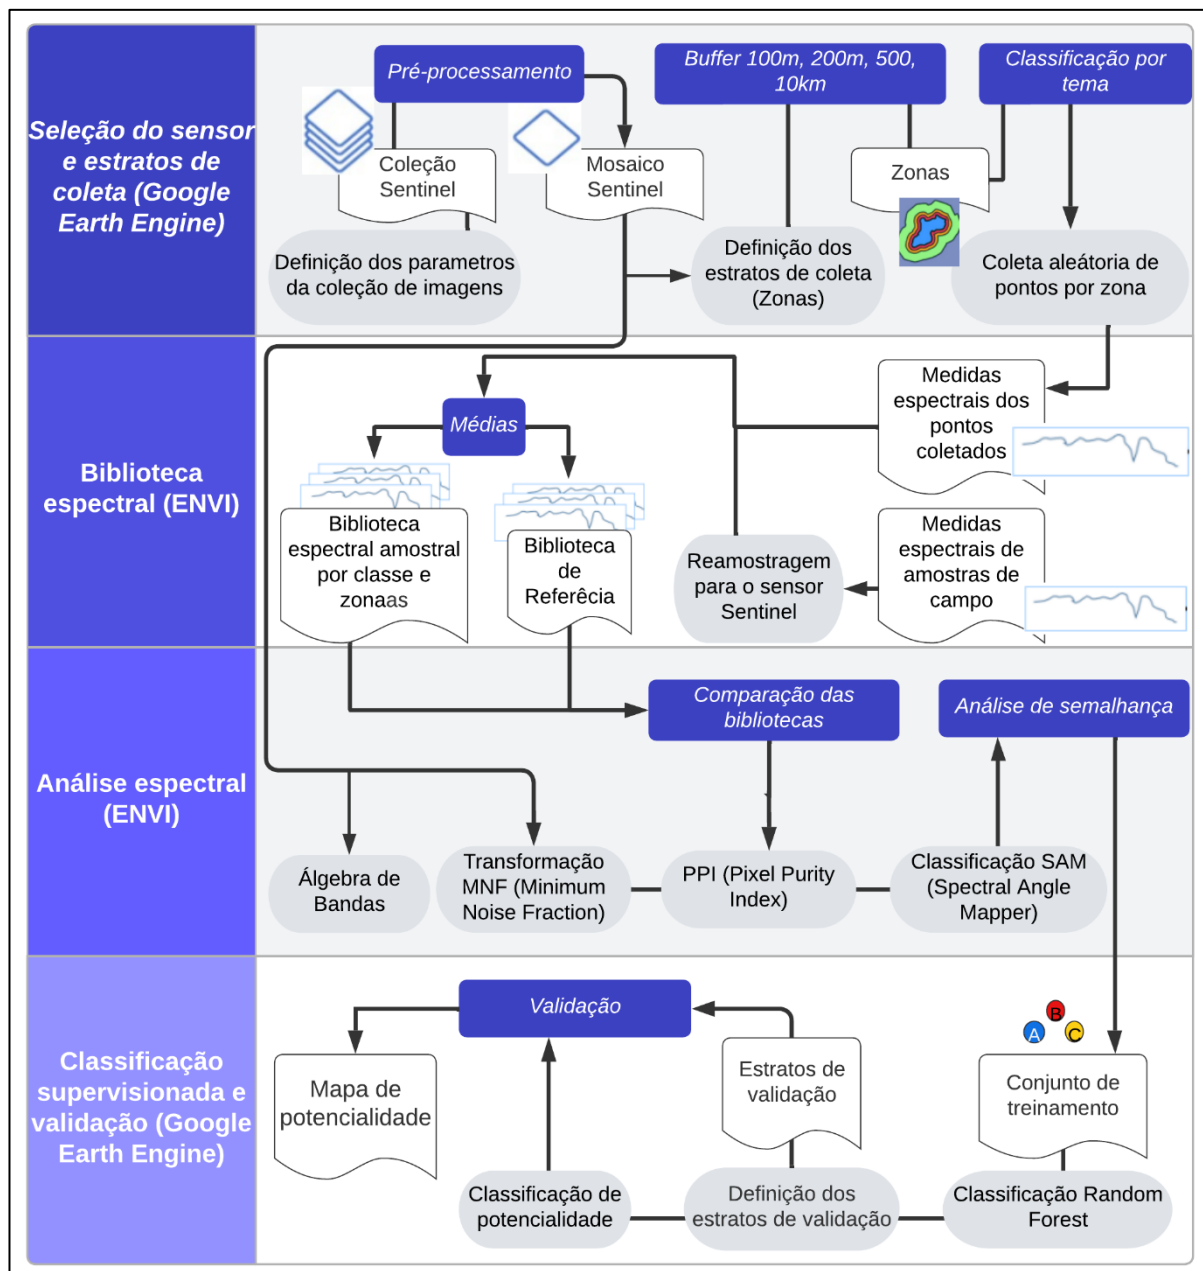 Seleção do sensor
e estratos de
coleta (Google
Earth Engine)
Pré-processamento
Buffer 100m, 200m, 500,
10km
Classificação por
tema
Coleção
Sentinel
Mosaico
Sentinel
Zonas
Definição dos parametros
da coleção de imagens
Definição dos
estratos de coleta
(Zonas)
Coleta aleátoria de
pontos por zona
Biblioteca
espectral (ENVI)
Médias
Medidas
espectrais dos
pontos
coletados
Biblioteca
espectral amostral
por classe e
zonaas
Biblioteca
de
Referêcia
Reamostragem
para o sensor
Sentinel
Medidas
espectrais de
amostras de
campo
Análise espectral
(ENVI)
Comparação das
bibliotecas
Análise de semalhança
Álgebra de
Bandas
Transformação
MNF (Minimum
Noise Fraction)
PPI (Pixel Purity
Index)
Classificação SAM
(Spectral Angle
Mapper)
Classificação
supervisionada e
validação (Google
Earth Engine)
Validação
B
A
C
Mapa de
potencialidade
Estratos de
validação
Conjunto de
treinamento
Classificação de
potencialidade
Definição dos
estratos de validação
Classificação Random
Forest